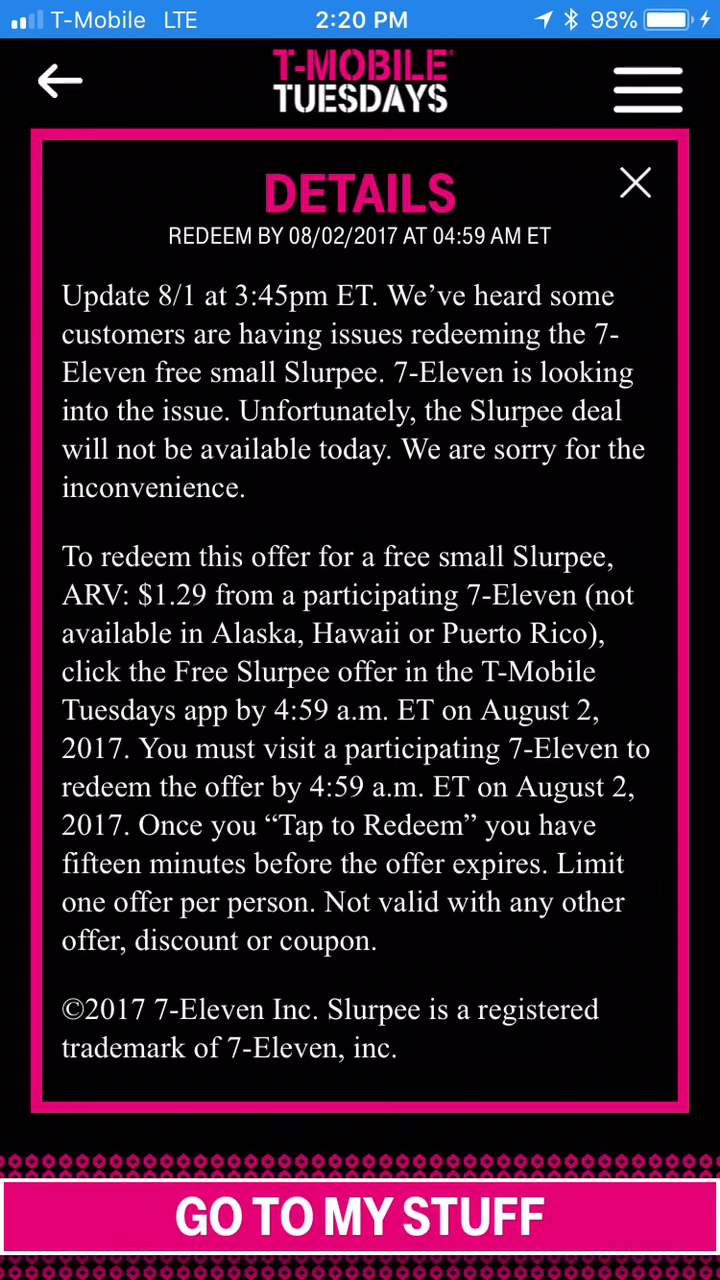 T-Mobile LTE 2:20 PM 98%
T-MOBILE
TUESDAYS
DETAILS
REDEEM BY 08/02/2017 AT 04:59 AM ET
Update 8/1 at 3:45pm ET. We’ve heard some
customers are having issues redeeming the 7-
Eleven free small Slurpee. 7-Eleven is looking
into the issue. Unfortunately, the Slurpee deal
will not be available today. We are sorry for the
inconvenience.
To redeem this offer for a free small Slurpee,
ARV: $1.29 from a participating 7-Eleven (not
available in Alaska, Hawaii or Puerto Rico),
click the Free Slurpee offer in the T-Mobile
Tuesdays app by 4:59 a.m. ET on August 2,
2017. You must visit a participating 7-Eleven to
redeem the offer by 4:59 a.m. ET on August 2,
2017. Once you “Tap to Redeem” you have
fifteen minutes before the offer expires. Limit
one offer per person. Not valid with any other
offer, discount or coupon.
©2017 7-Eleven Inc. Slurpee is a registered
trademark of 7-Eleven, inc.
GO TO MY STUFF